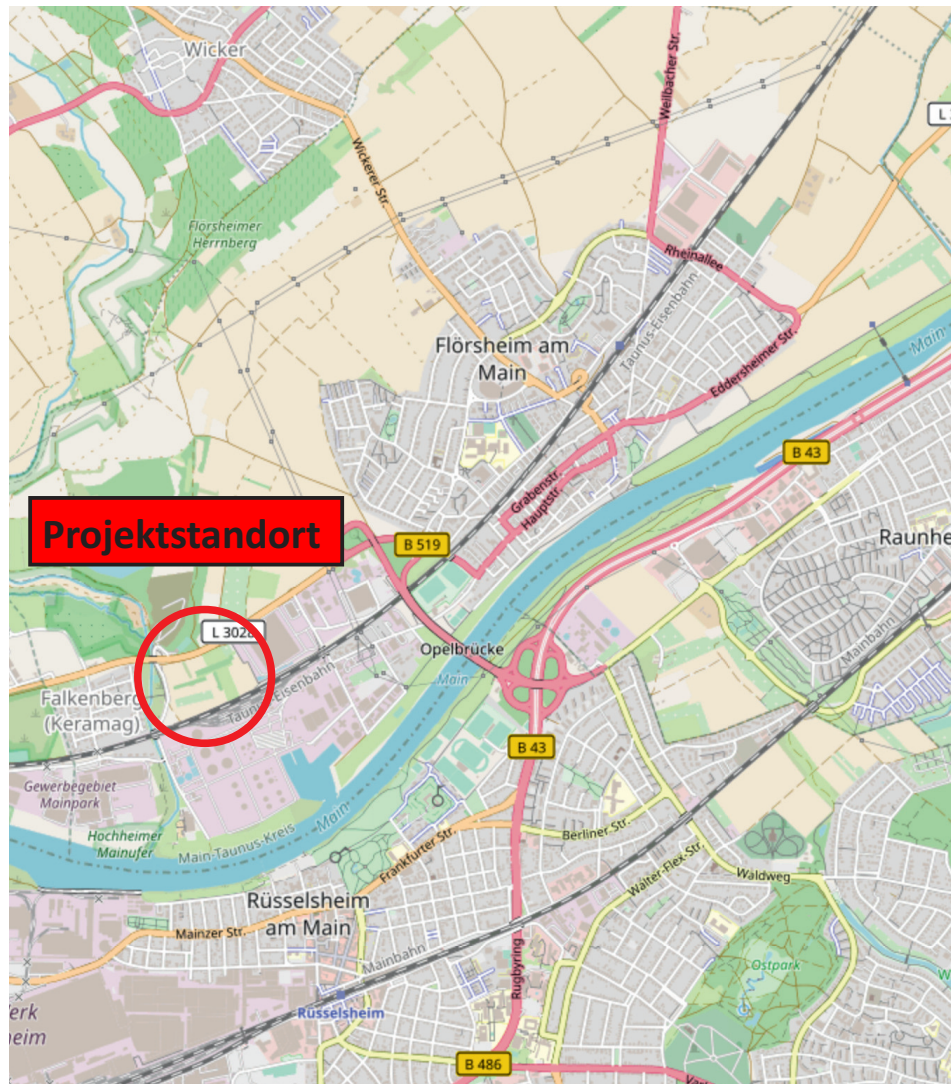 Wicker
Weilbacher Str.
Wickerer Str
Florsheimer
Herrnberg
Rheinallee
Taunus-Eisenbahn
Flörsheim am
Main
Eddersheimer Str.
Main
B 43
Grabenstr.
Hauptstr.
Projektstandort
B 519
Raunhe
L 3028
Opelbrücke
Main
Mainbahn
Falkenberg
(Keramag)
Taunus-Eisenbahn
B 43
Gewerbegebiet
Mainpark
Hochheimer
Mainufer
Main-Taunus-Kreis
Main
Frankfurter Str.
Berliner Str.
Walter-Flex-Str.
Waldweg
Rüsselsheim
am Main
Mainzer Str.
Mainbahn
Rugbyring
Ostpark
Rüsselsheim
erk
heim
B 486